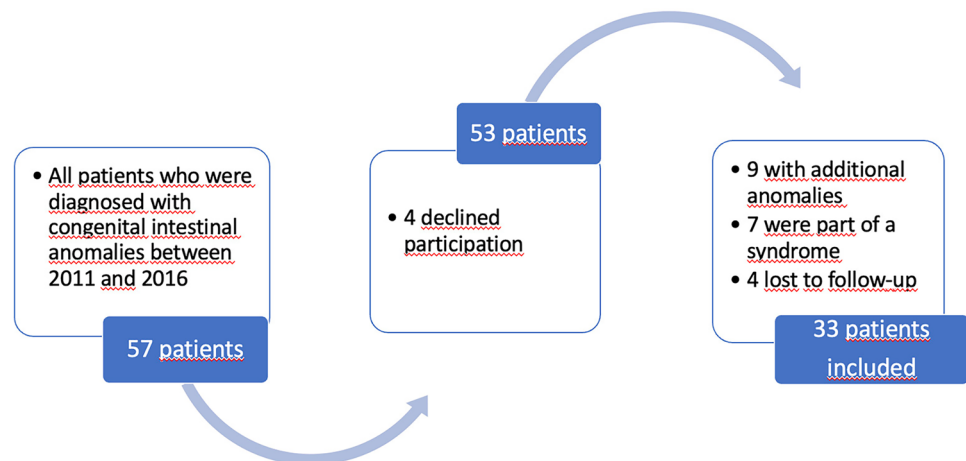 • All patients who were
diagnosed with
congenital intestinal
anomalies between
2011 and 2016
57 patients
53 patients
• 4 declined
participation
• 9 with additional
anomalies
• 7 were part of a
syndrome
• 4 lost to follow-up
33 patients
included